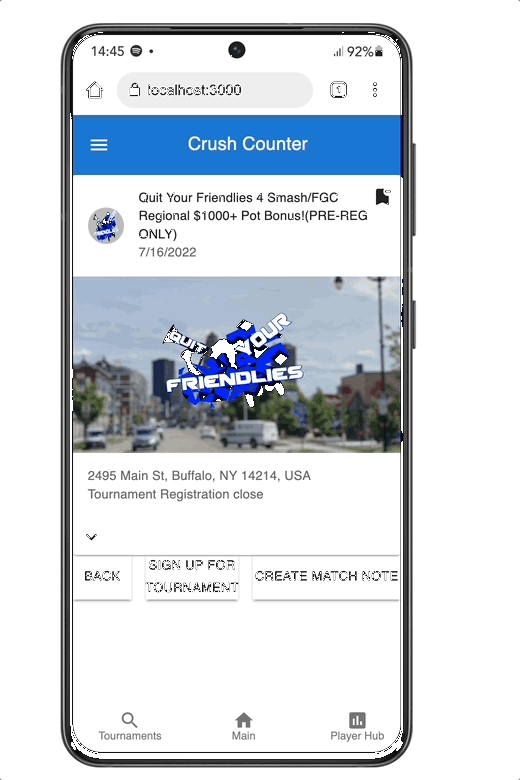 14:45
92%
localhost:3000
1
Crush Counter
Quit Your Friendlies 4 Smash/FGC
Regional $1000+ Pot Bonus!(PRE-REG
ONLY)
7/16/2022
QUIT YOUR
FRIENDLIES
2495 Main St, Buffalo, NY 14214, USA
Tournament Registration close
BACK
SIGN UP FOR
TOURNAMENT
CREATE MATCH NOTE
Tournaments
Main
Player Hub